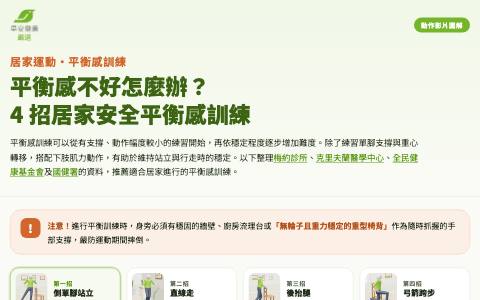 嚴選
動作影片圖解
居家運動・平衡感訓練
平衡感不好怎麼辦？
4 招居家安全平衡感訓練
平衡感訓練可以從有支撐、動作幅度較小的練習開始，再依穩定程度逐步增加難度。除了練習單腳支撐與重心
轉移，搭配下肢肌力動作，有助於維持站立與行走時的穩定。以下整理梅約診所、克里夫蘭醫學中心、全民健
康基金會及國健署的資料，推薦適合居家進行的平衡感訓練。
注意！進行平衡訓練時，身旁必須有穩固的牆壁、廚房流理台或「無輪子且重力穩定的重型椅背」作為隨時抓握的手
部支撐，嚴防運動期間摔倒。
第一招
側單腳站立
第二招
直線走
第三招
後抬腿
第四招
弓箭跨步